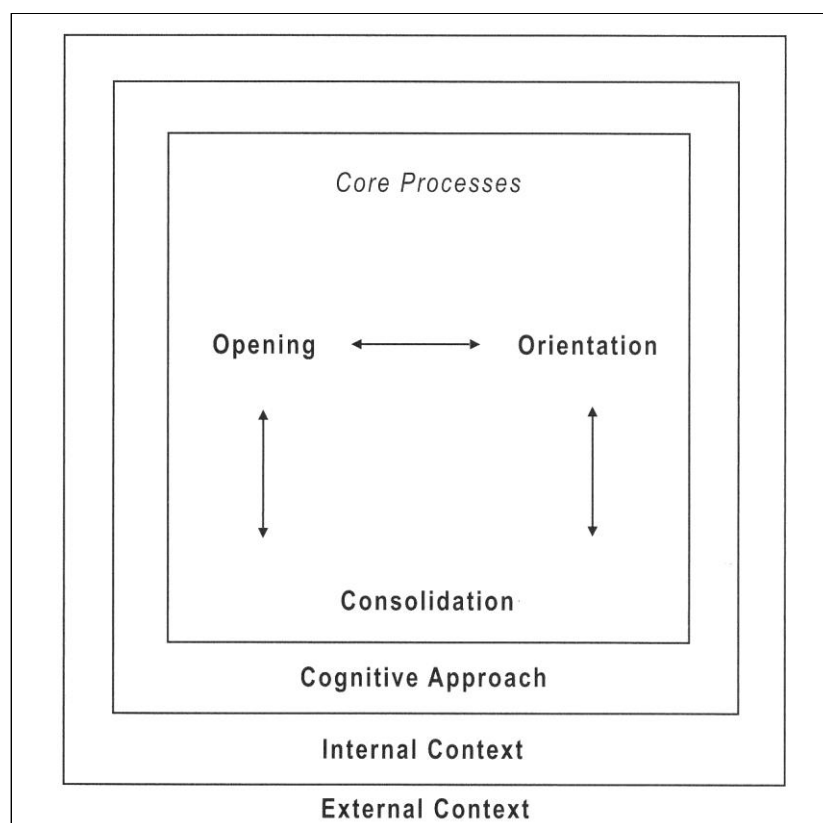 Core Processes
Opening
Orientation
Consolidation
Cognitive Approach
Internal Context
External Context